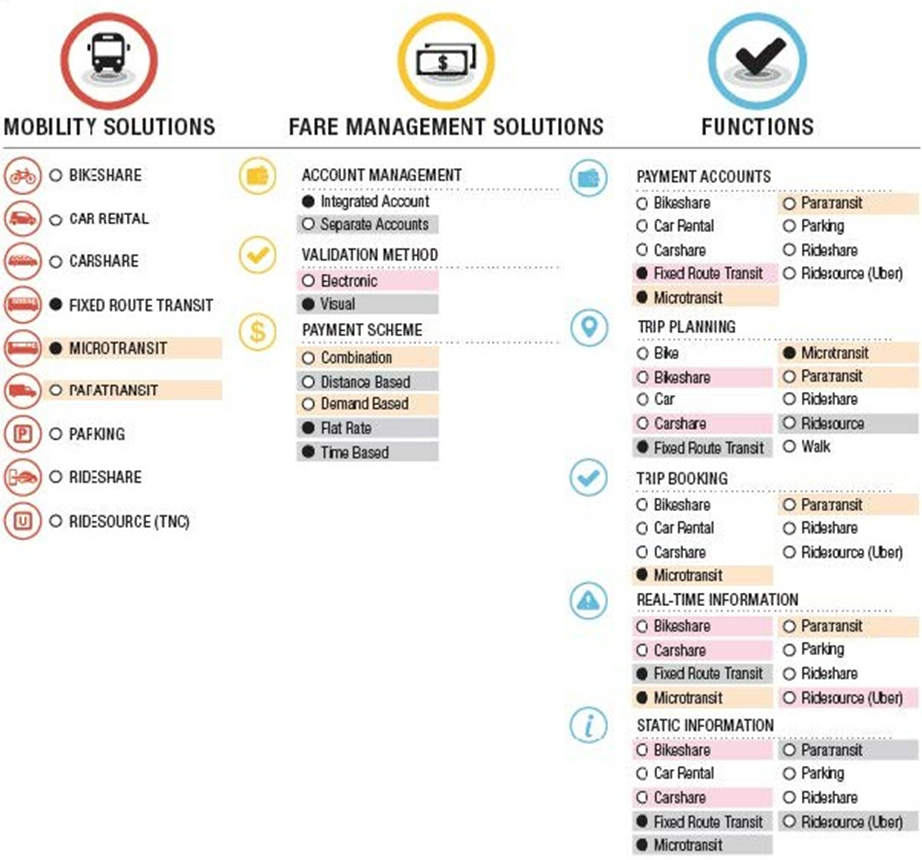 MOBILITY SOLUTIONS
BIKESHARE
CAR RENTAL
CARSHARE
FIXED ROUTE TRANSIT
MICROTRANSIT
PARATRANSIT
P
PARKING
RIDESHARE
U
RIDESOURCE (TNC)
$
FARE MANAGEMENT SOLUTIONS
ACCOUNT MANAGEMENT
Integrated Account
Separate Accounts
VALIDATION METHOD
Electronic
Visual
$
PAYMENT SCHEME
Combination
Distance Based
Demand Based
Flat Rate
Time Based
FUNCTIONS
PAYMENT ACCOUNTS
Bikeshare
Paratransit
Car Rental
Parking
Carshare
Rideshare
Fixed Route Transit
Ridesource (Uber)
Microtransit
TRIP PLANNING
Bike
Microtransit
Bikeshare
Paratransit
Car
Rideshare
Carshare
Ridesource
Fixed Route Transit
Walk
TRIP BOOKING
Bikeshare
Paratransit
Car Rental
Rideshare
Carshare
Ridesource (Uber)
Microtransit
REAL-TIME INFORMATION
Bikeshare
Paratransit
Carshare
Parking
Fixed Route Transit
Rideshare
Microtransit
Ridesource (Uber)
i
STATIC INFORMATION
Bikeshare
Paratransit
Car Rental
Parking
Carshare
Rideshare
Fixed Route Transit
Ridesource (Uber)
Microtransit